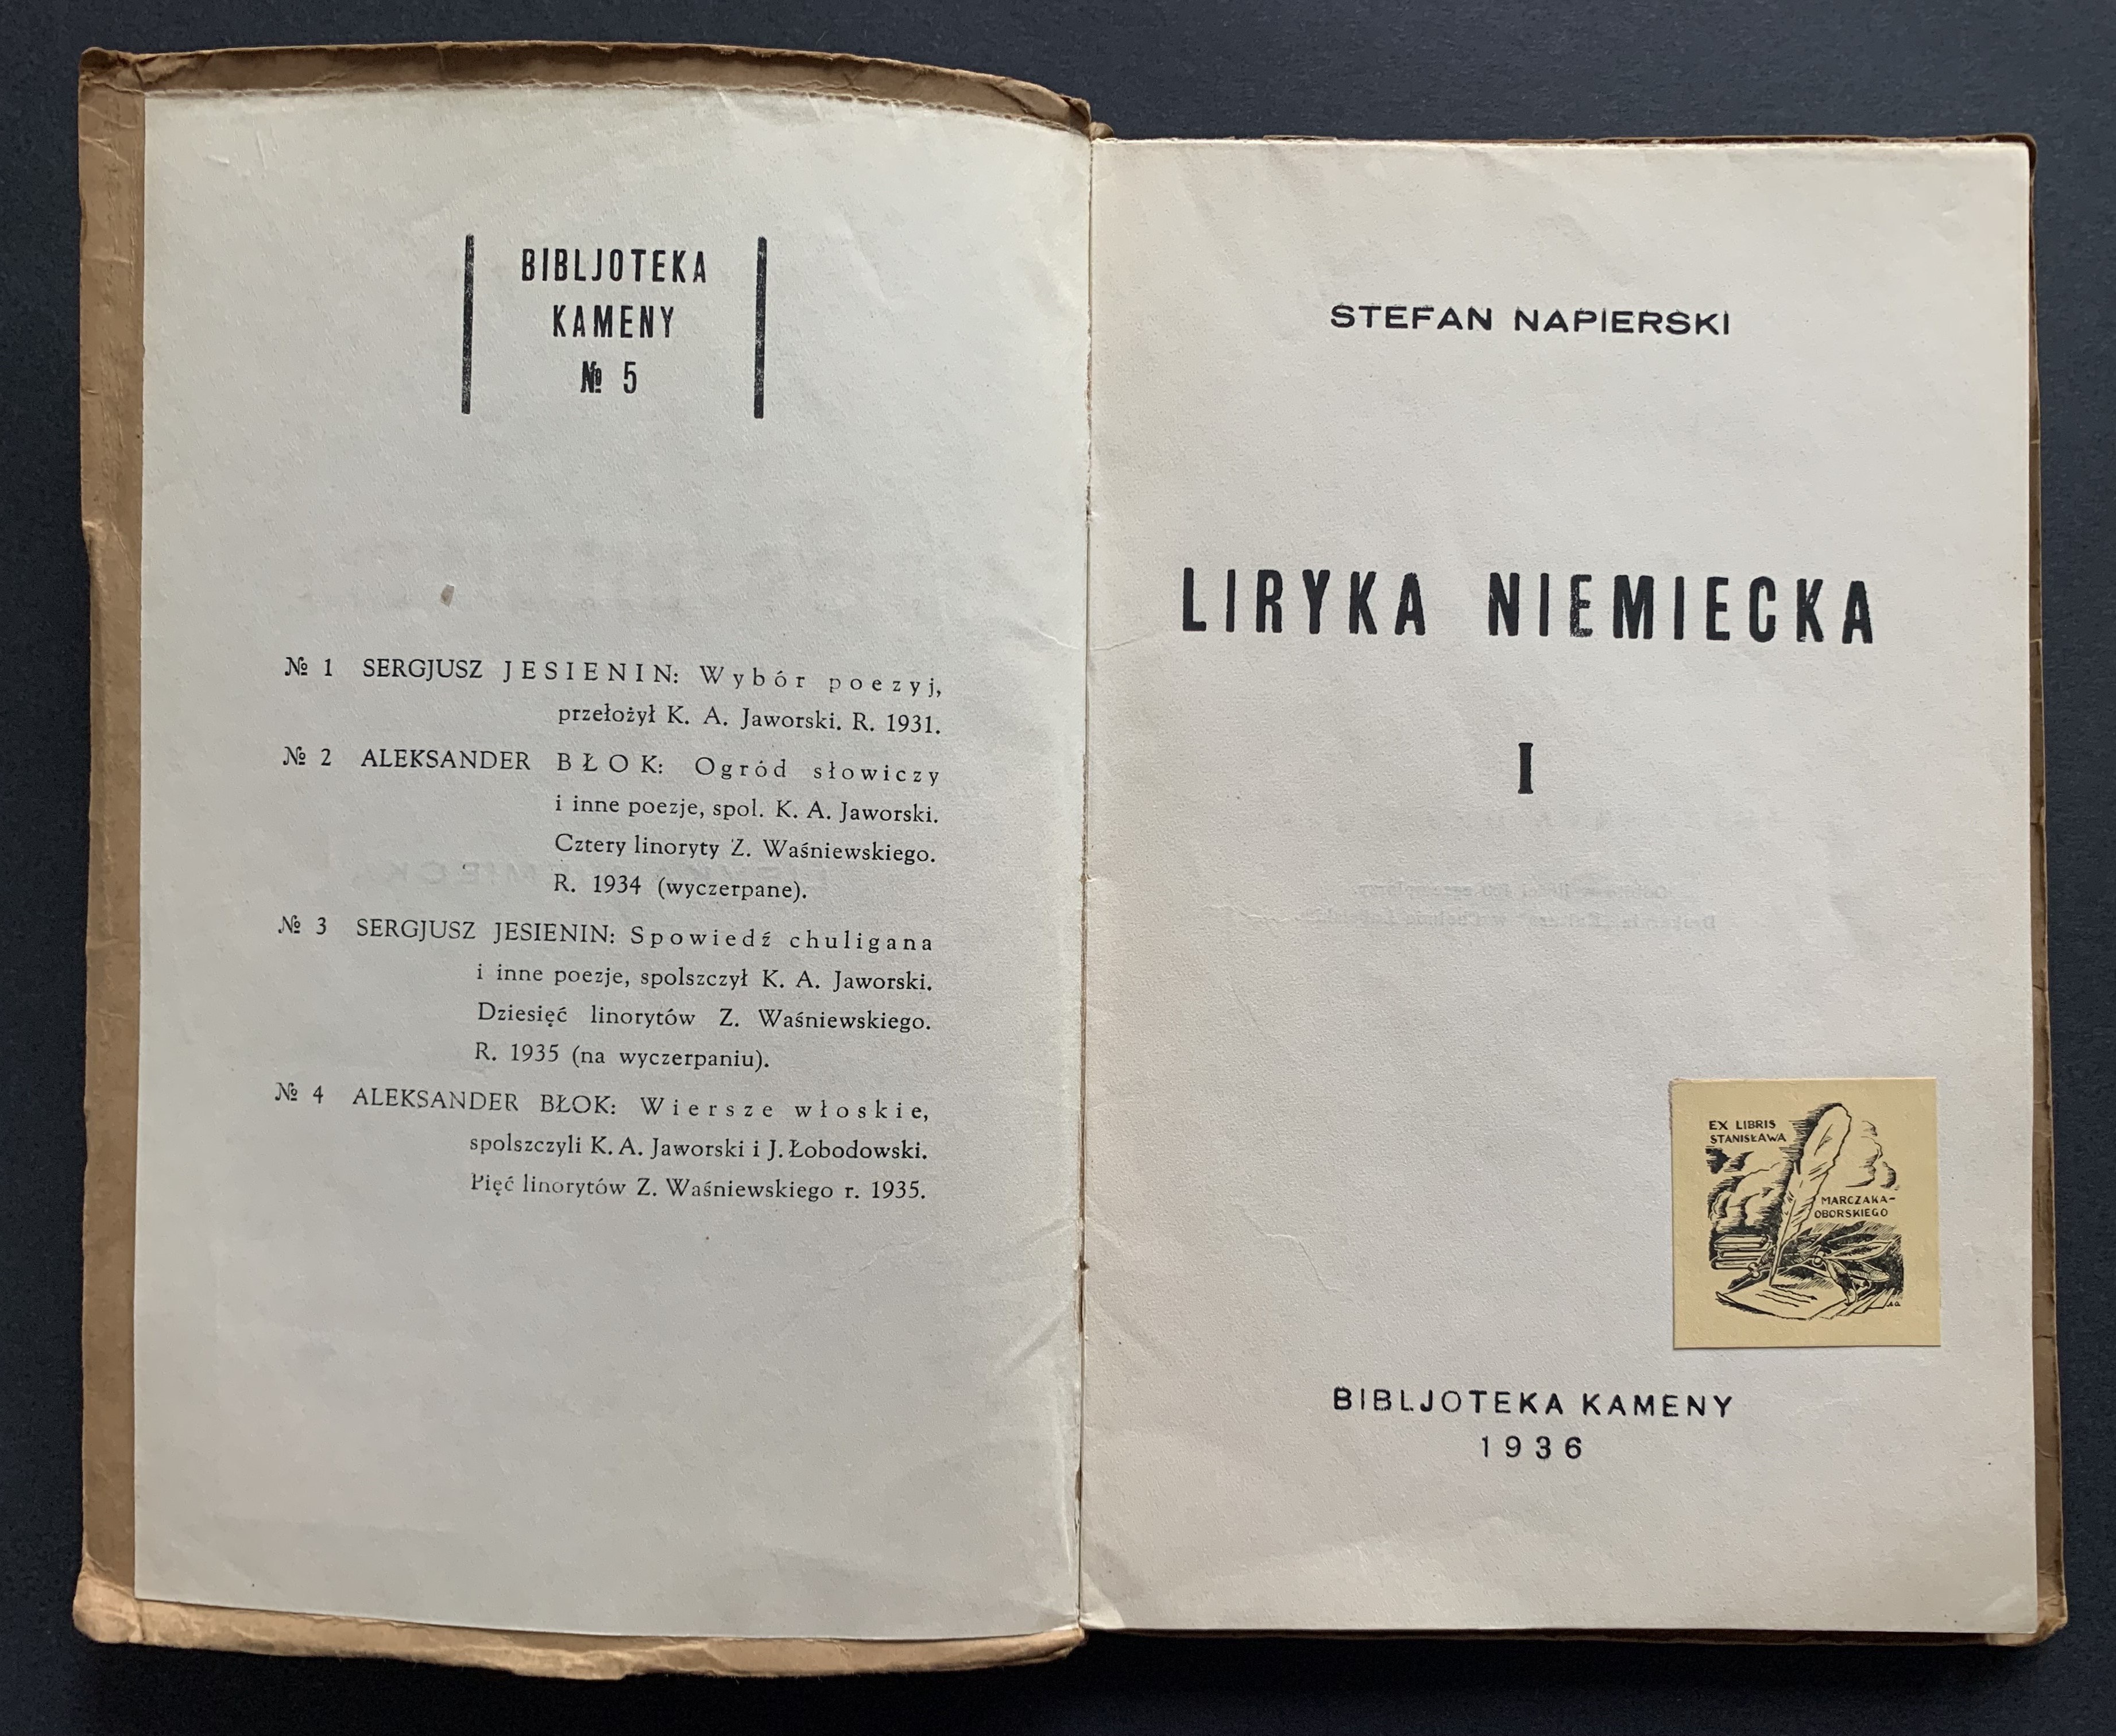 BIBLJOTEKA
KAMENY
№ 5
№ 1 SERGJUSZ JESIENIN: Wybór poezyj,
przełożył K. A. Jaworski. R. 1931.
№ 2 ALEKSANDER BŁOK: Ogród słowiczy
i inne poezje, spol. K. A. Jaworski.
Cztery linoryty Z. Waśniewskiego.
R. 1934 (wyczerpane).
№ 3 SERGJUSZ JESIENIN: Spowiedź chuligana
i inne poezje, spolszczył K. A. Jaworski.
Dziesięć linorytów Z. Waśniewskiego.
R. 1935 (na wyczerpaniu).
№ 4 ALEKSANDER BŁOK: Wiersze włoskie,
spolszczyli K. A. Jaworski i J. Łobodowski.
Pięć linorytów Z. Waśniewskiego r. 1935.
STEFAN NAPIERSKI
LIRYKA NIEMIECKA
I
EX LIBRIS
STANISŁAWA
MARCZAKA-
OBORSKIEGO
BIBLJOTEKA KAMENY
1936